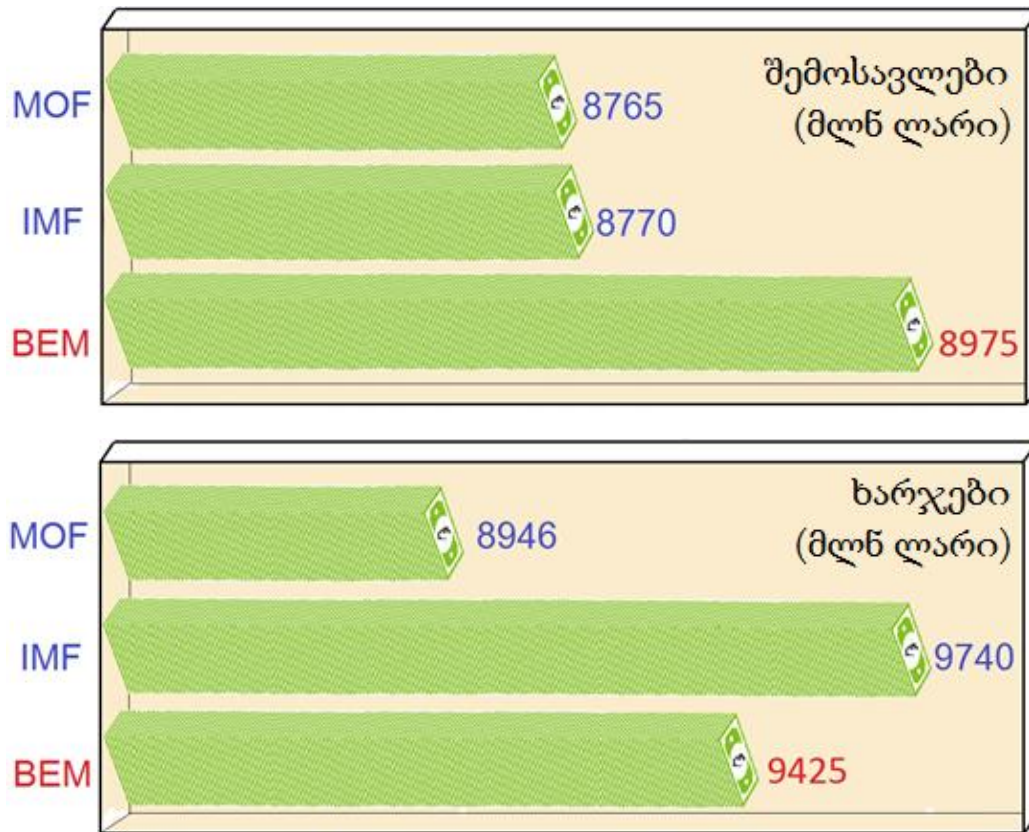 შემოსავლები
(მლნ ლარი)
MOF 8765
IMF 8770
BEM 8975
ხარჯები
(მლნ ლარი)
MOF 8946
IMF 9740
BEM 9425